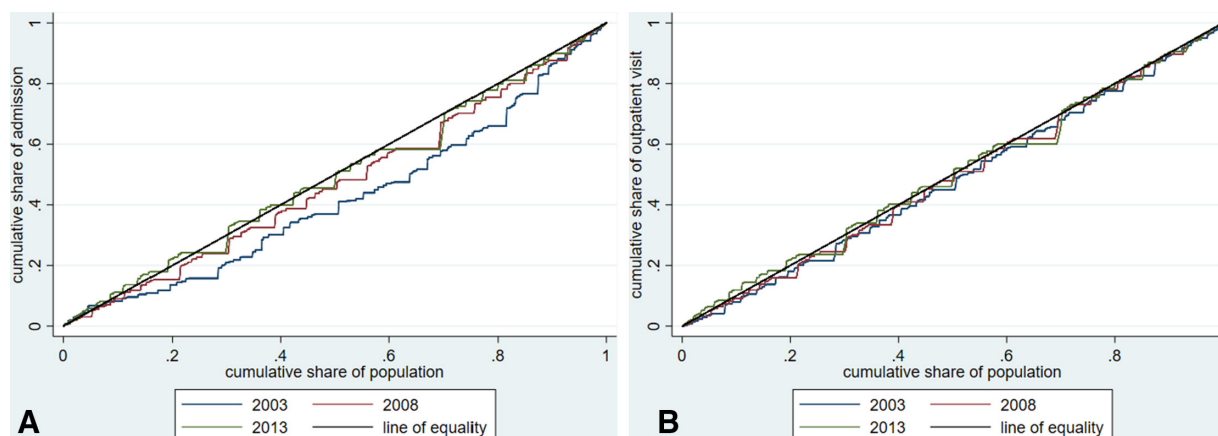 cumulative share of admission
1
.8
.6
.4
.2
0
0 .2 .4 .6 .8 1
cumulative share of population
2003 2008
2013 line of equality
A
cumulative share of outpatient visit
1
.8
.6
.4
.2
0
0 .2 .4 .6 .8
cumulative share of population
2003 2008
2013 line of equality
B